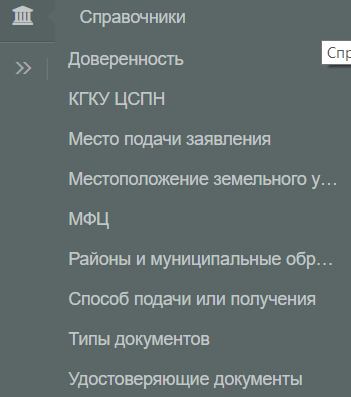 Справочники
Спр
Доверенность
КГКУ ЦСПН
Место подачи заявления
Местоположение земельного у...
МФЦ
Районы и муниципальные обр...
Способ подачи или получения
Типы документов
Удостоверяющие документы